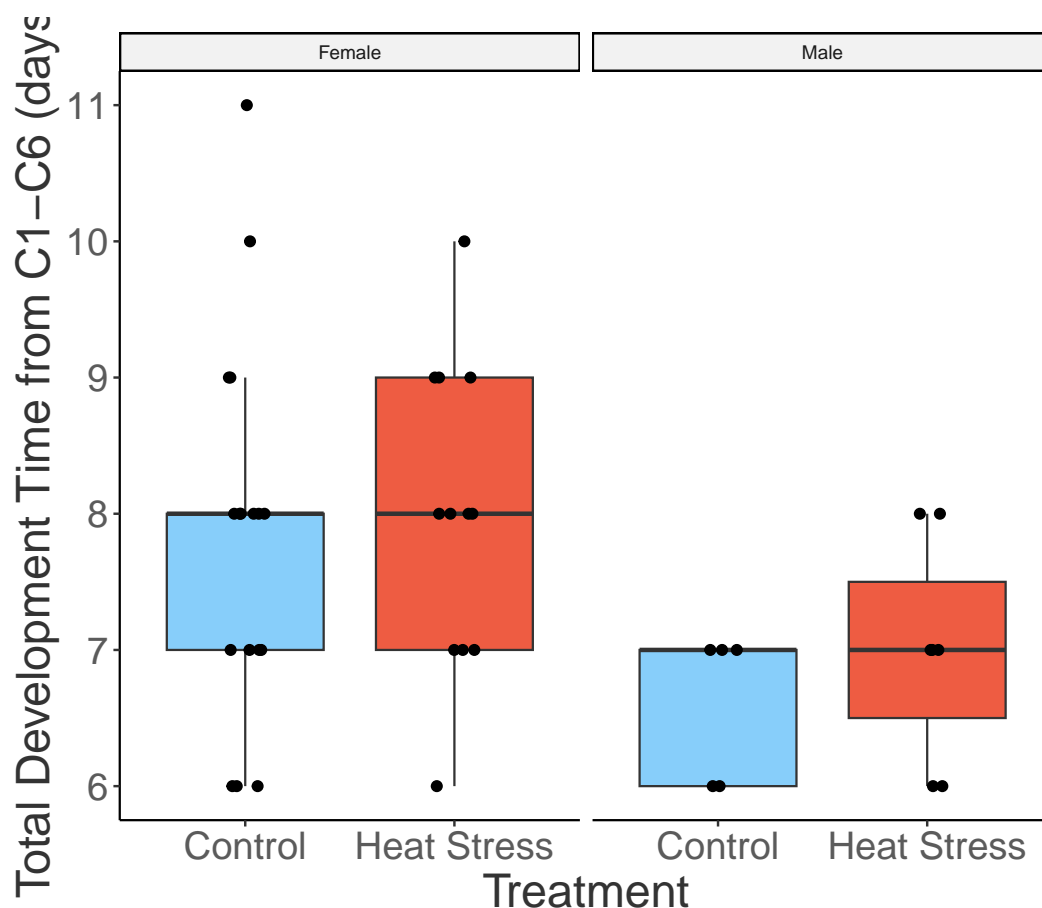 Female
Male
Total Development Time from C1−C6 (days
11
10
9
8
7
6
Control
Heat Stress
Control
Heat Stress
Treatment